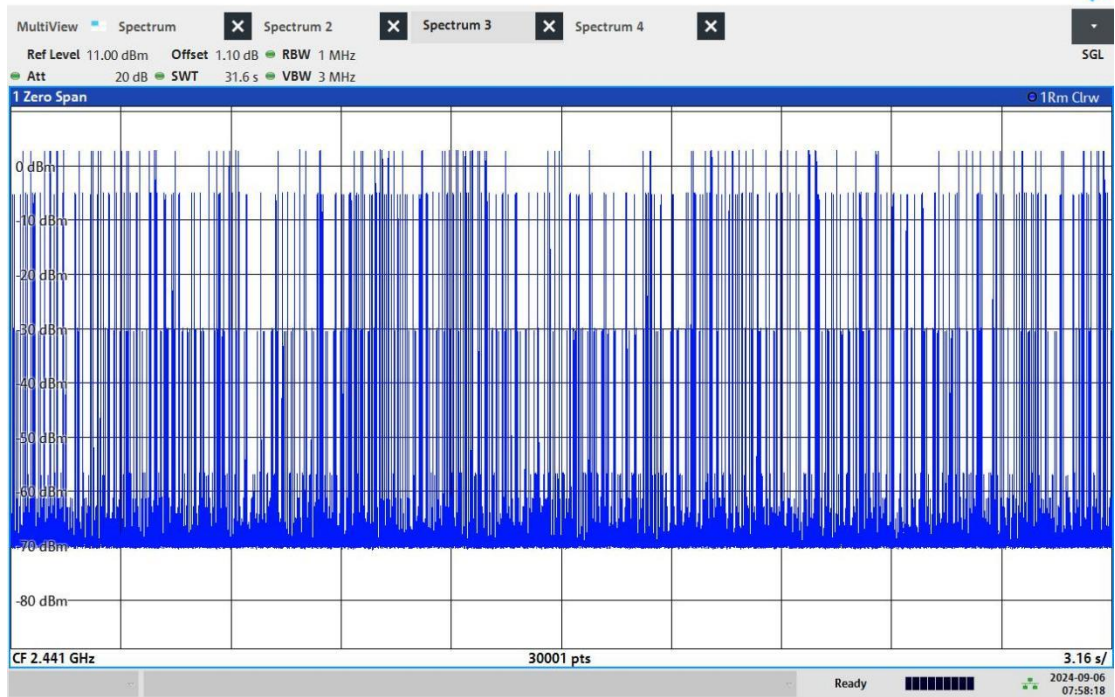 MultiView Spectrum Spectrum 2 Spectrum 3 Spectrum 4
Ref Level 11.00 dBm Offset 1.10 dB RBW 1 MHz SGL
Att 20 dB SWT 31.6 s VBW 3 MHz
1 Zero Span 1Rm Clrw
0 dBm
-10 dBm
-20 dBm
-30 dBm
-40 dBm
-50 dBm
-60 dBm
-70 dBm
-80 dBm
CF 2.441 GHz 30001 pts 3.16 s/
Ready 2024-09-06
07:58:18